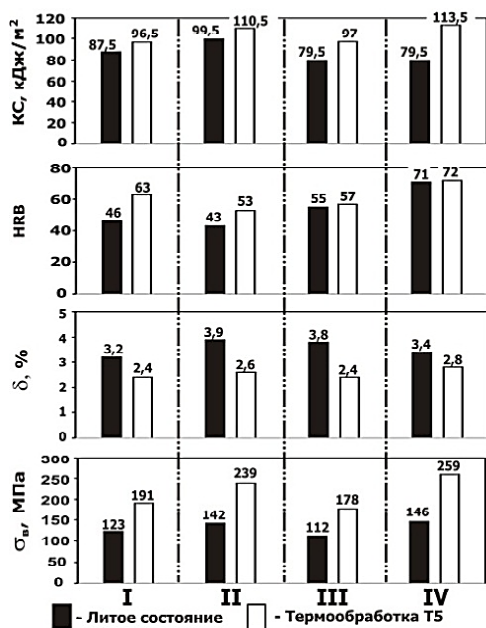 КС, кДж/м²
120
100
80
60
40
20
0
87,5 96,5 99,5 110,5 79,5 97 79,5 113,5
HRB
80
60
40
20
0
46 63 43 53 55 57 71 72
δ, %
5
4
3
2
1
0
3,2 2,4 3,9 2,6 3,8 2,4 3,4 2,8
σв, МПа
300
250
200
150
100
50
0
123 191 142 239 112 178 146 259
I II III IV
- Литое состояние - Термообработка Т5